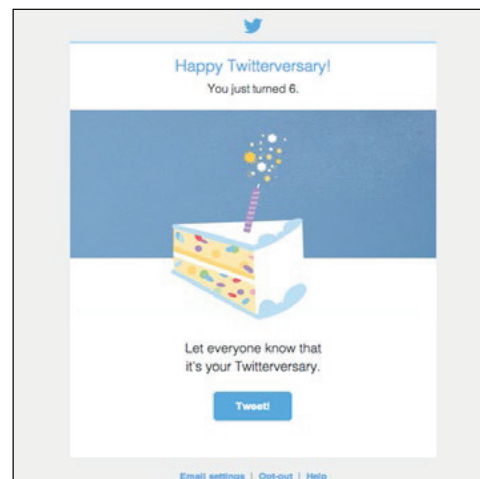 Happy Twitterversary!
You just turned 6.
Let everyone know that
it's your Twitterversary.
Tweet!
Email settings | Opt-out | Help